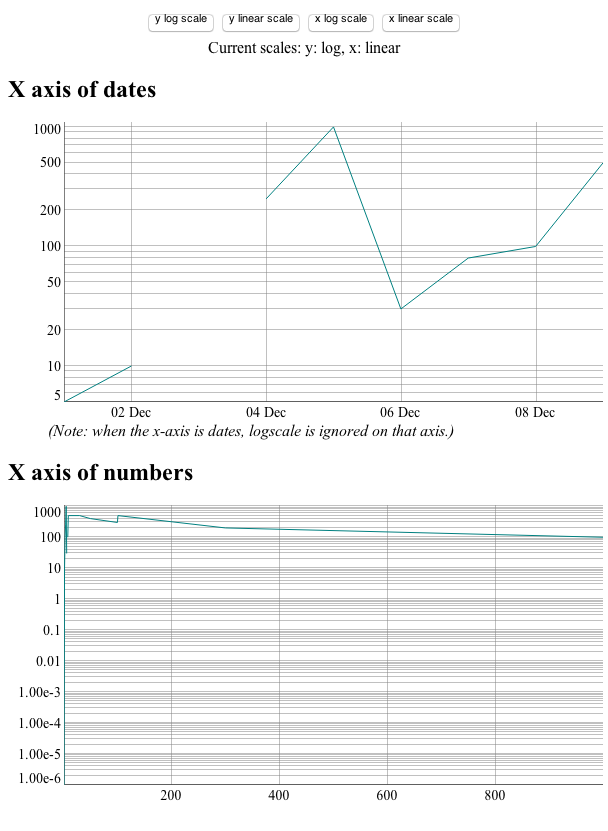 y log scale y linear scale x log scale x linear scale
Current scales: y: log, x: linear
X axis of dates
1000
500
200
100
50
20
10
5
02 Dec 04 Dec 06 Dec 08 Dec
(Note: when the x-axis is dates, logscale is ignored on that axis.)
X axis of numbers
1000
100
10
1
0.1
0.01
1.00e-3
1.00e-4
1.00e-5
1.00e-6
200 400 600 800